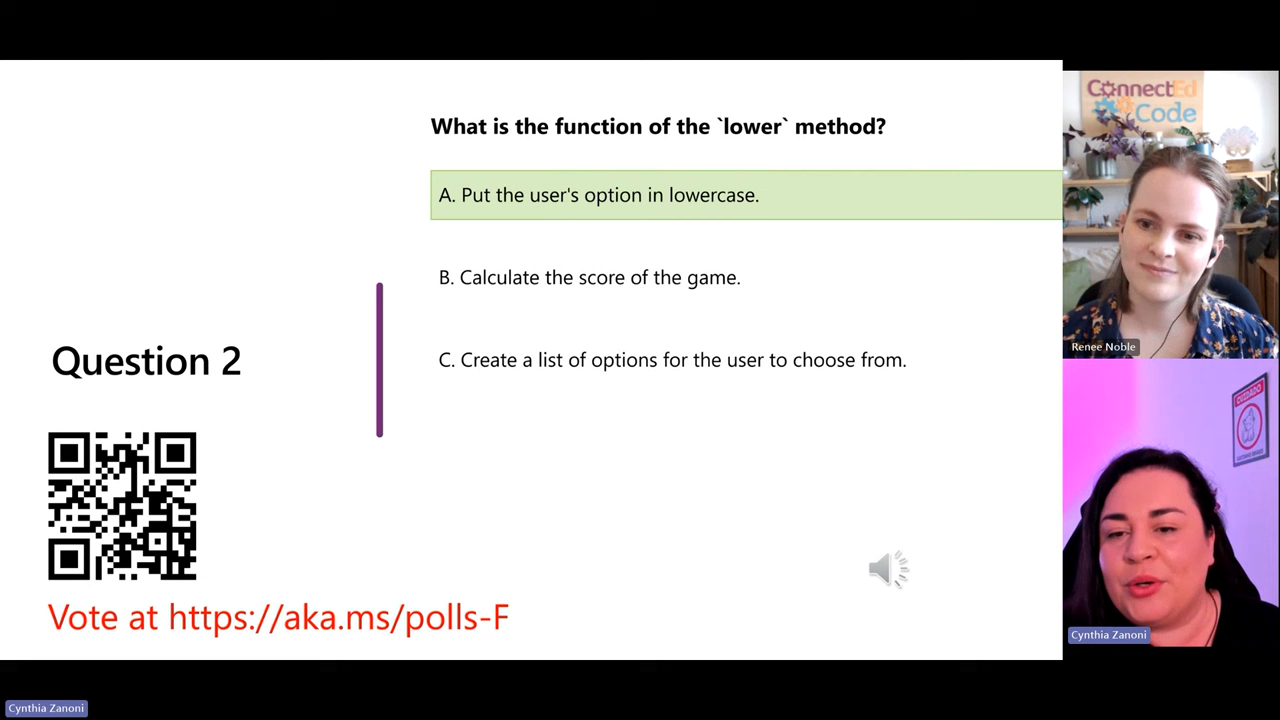 What is the function of the `lower` method?
A. Put the user's option in lowercase.
B. Calculate the score of the game.
C. Create a list of options for the user to choose from.
Question 2
Vote at https://aka.ms/polls-F
ConnectEd
Code
Renee Noble
CUIDADO
Cynthia Zanoni
Cynthia Zanoni